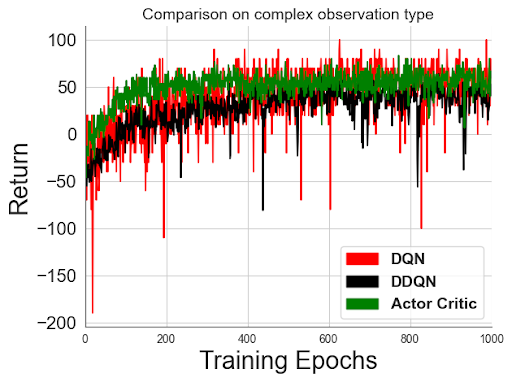 Comparison on complex observation type
Return
100
50
0
−50
−100
−150
−200
DQN
DDQN
Actor Critic
0 200 400 600 800 1000
Training Epochs